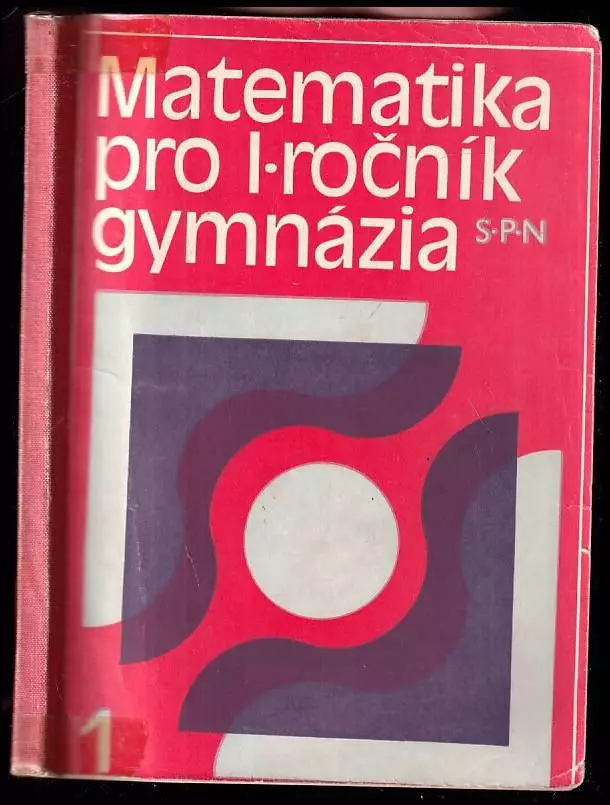 Matematika
pro I·ročník
gymnázia S·P·N
1